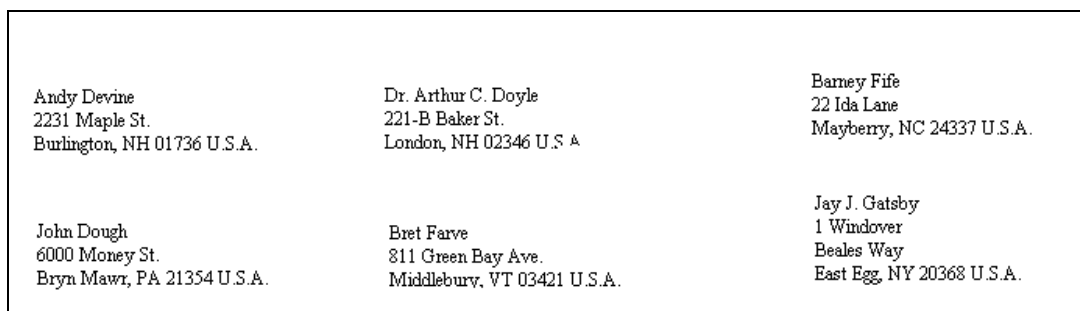 Andy Devine
2231 Maple St.
Burlington, NH 01736 U.S.A.
Dr. Arthur C. Doyle
221-B Baker St.
London, NH 02346 U.S.A
Barney Fife
22 Ida Lane
Mayberry, NC 24337 U.S.A.
John Dough
6000 Money St.
Bryn Mawr, PA 21354 U.S.A.
Bret Farve
811 Green Bay Ave.
Middlebury, VT 03421 U.S.A.
Jay J. Gatsby
1 Windover
Beales Way
East Egg, NY 20368 U.S.A.